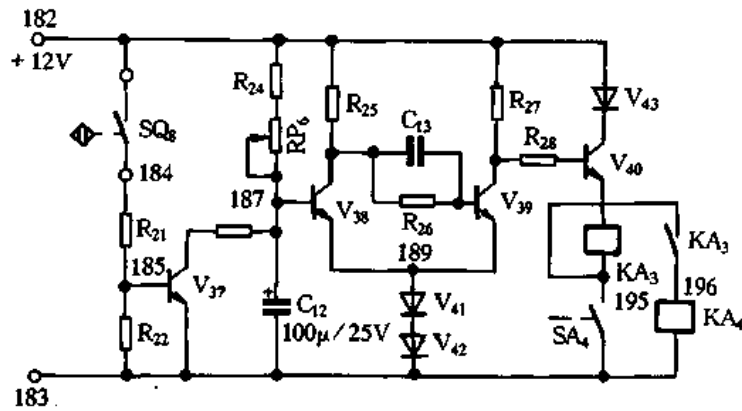 182
+ 12V
R24
R25
R27
V43
SQ8
RP6
C13
R28
V40
184
187
V38
R26
V39
R21
189
KA3
KA3
185
V37
195
196
+
C12
V41
SA4
KA4
R22
100μ/25V
V42
183